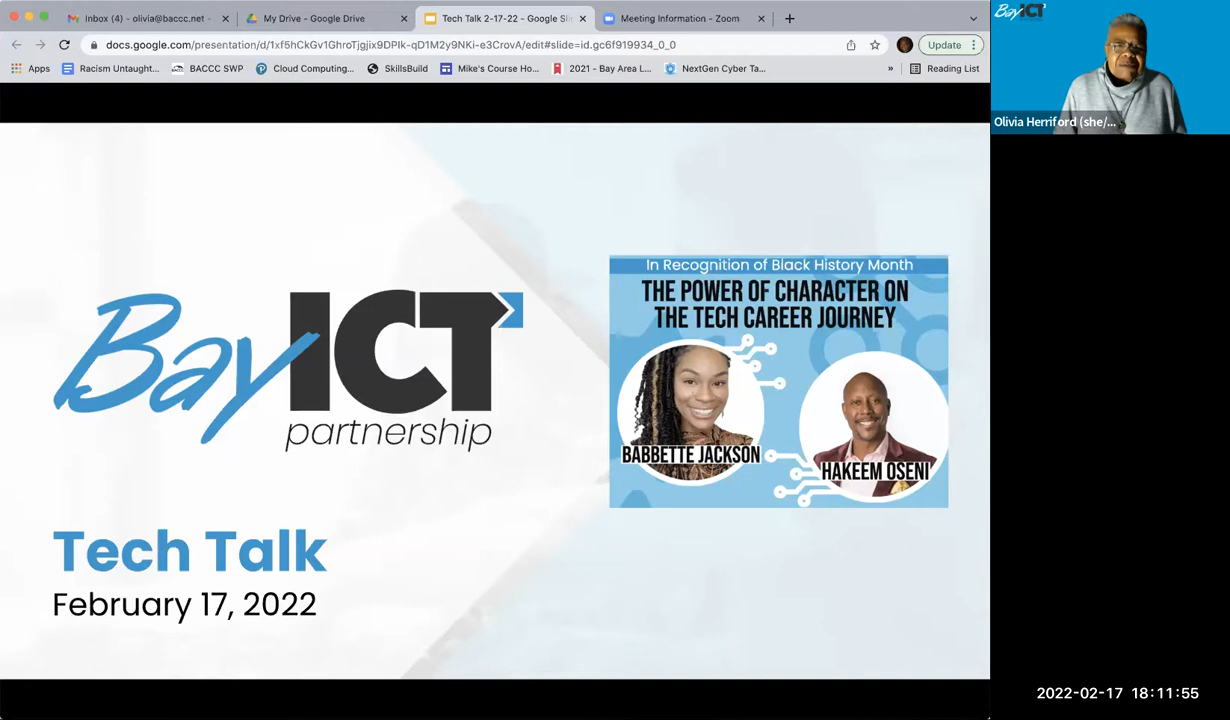 Inbox (4) - olivia@baccc.net -
My Drive - Google Drive
Tech Talk 2-17-22 - Google Sli
Meeting Information - Zoom
docs.google.com/presentation/d/1xf5hCkGv1GhroTjgjix9DPIk-qD1M2y9NKi-e3CrovA/edit#slide=id.gc6f919934_0_0
Update
Apps
Racism Untaught...
BACCC SWP
Cloud Computing...
SkillsBuild
Mike's Course Ho...
2021 - Bay Area L...
NextGen Cyber Ta...
»
Reading List
BayICT
Olivia Herriford (she/...
In Recognition of Black History Month
THE POWER OF CHARACTER ON
THE TECH CAREER JOURNEY
BABBETTE JACKSON
HAKEEM OSENI
BayICT
partnership
Tech Talk
February 17, 2022
2022-02-17 18:11:55